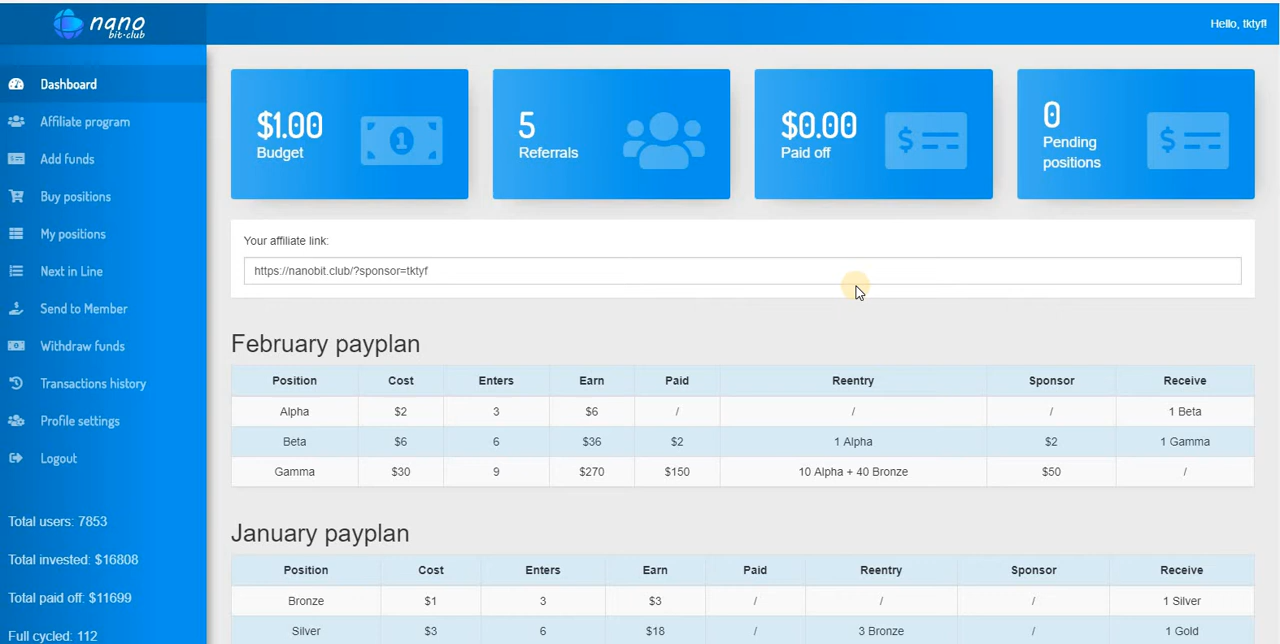 nano
bit-club
Hello, tktyf!
Dashboard
Affiliate program
Add funds
Buy positions
My positions
Next in Line
Send to Member
Withdraw funds
Transactions history
Profile settings
Logout
Total users: 7853
Total invested: $16808
Total paid off: $11699
Full cycled: 112
$1.00
Budget
1
5
Referrals
$0.00
Paid off
$
0
Pending
positions
$
Your affiliate link:
https://nanobit.club/?sponsor=tktyf
February payplan
Position Cost Enters Earn Paid Reentry Sponsor Receive
Alpha $2 3 $6 / / / 1 Beta
Beta $6 6 $36 $2 1 Alpha $2 1 Gamma
Gamma $30 9 $270 $150 10 Alpha + 40 Bronze $50 /
January payplan
Position Cost Enters Earn Paid Reentry Sponsor Receive
Bronze $1 3 $3 / / / 1 Silver
Silver $3 6 $18 / 3 Bronze / 1 Gold